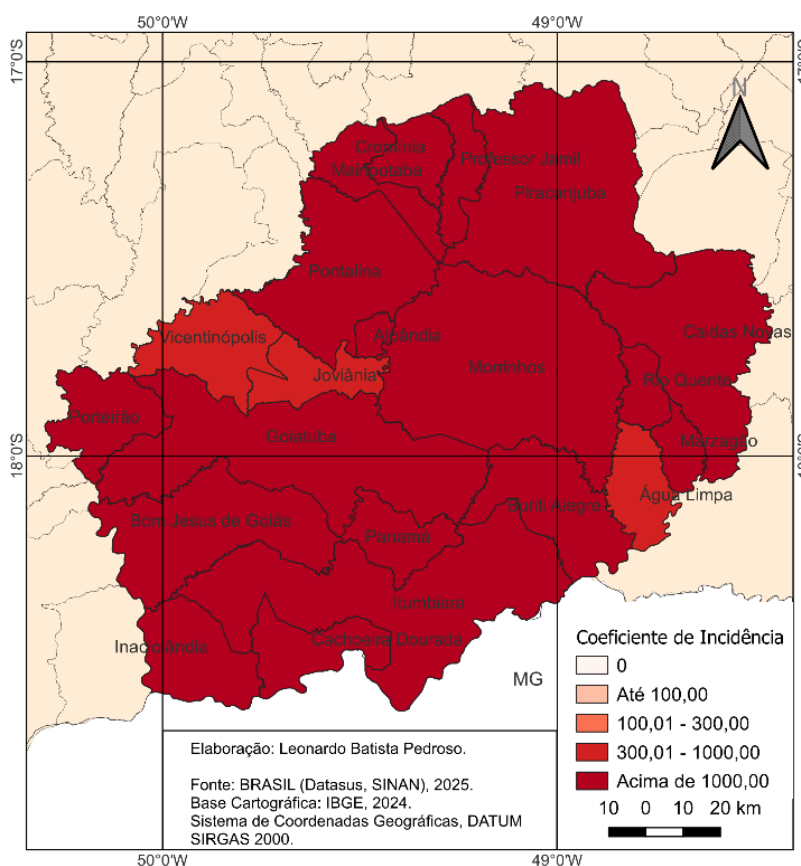 50°0'W 49°0'W
17°0'S 17°0'S
N
Cromínia
Mairipotaba
Professor Jamil
Piracanjuba
Pontalina
Caldas Novas
Vicentinópolis
Aloândia
Joviânia
Morrinhos
Rio Quente
Porteirão
Goiatuba
Marzagão
18°0'S 18°0'S
Água Limpa
Buriti Alegre
Bom Jesus de Goiás
Panamá
Itumbiara
Cachoeira Dourada
Inaciolândia
MG
Coeficiente de Incidência
0
Até 100,00
100,01 - 300,00
300,01 - 1000,00
Acima de 1000,00
10 0 10 20 km
Elaboração: Leonardo Batista Pedroso.
Fonte: BRASIL (Datasus, SINAN), 2025.
Base Cartográfica: IBGE, 2024.
Sistema de Coordenadas Geográficas, DATUM
SIRGAS 2000.
50°0'W 49°0'W